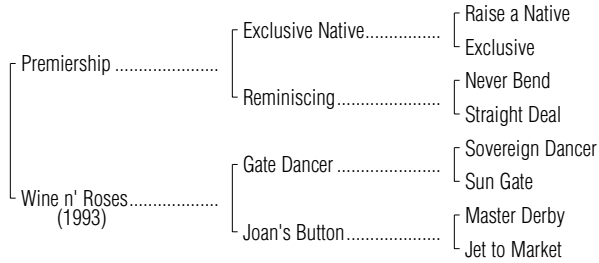 Raise a Native
Exclusive Native..................
Exclusive
Premiership .....................
Never Bend
Reminiscing.....................
Straight Deal
Sovereign Dancer
Gate Dancer .....................
Sun Gate
Wine n' Roses..................
(1993)
Master Derby
Joan's Button...................
Jet to Market